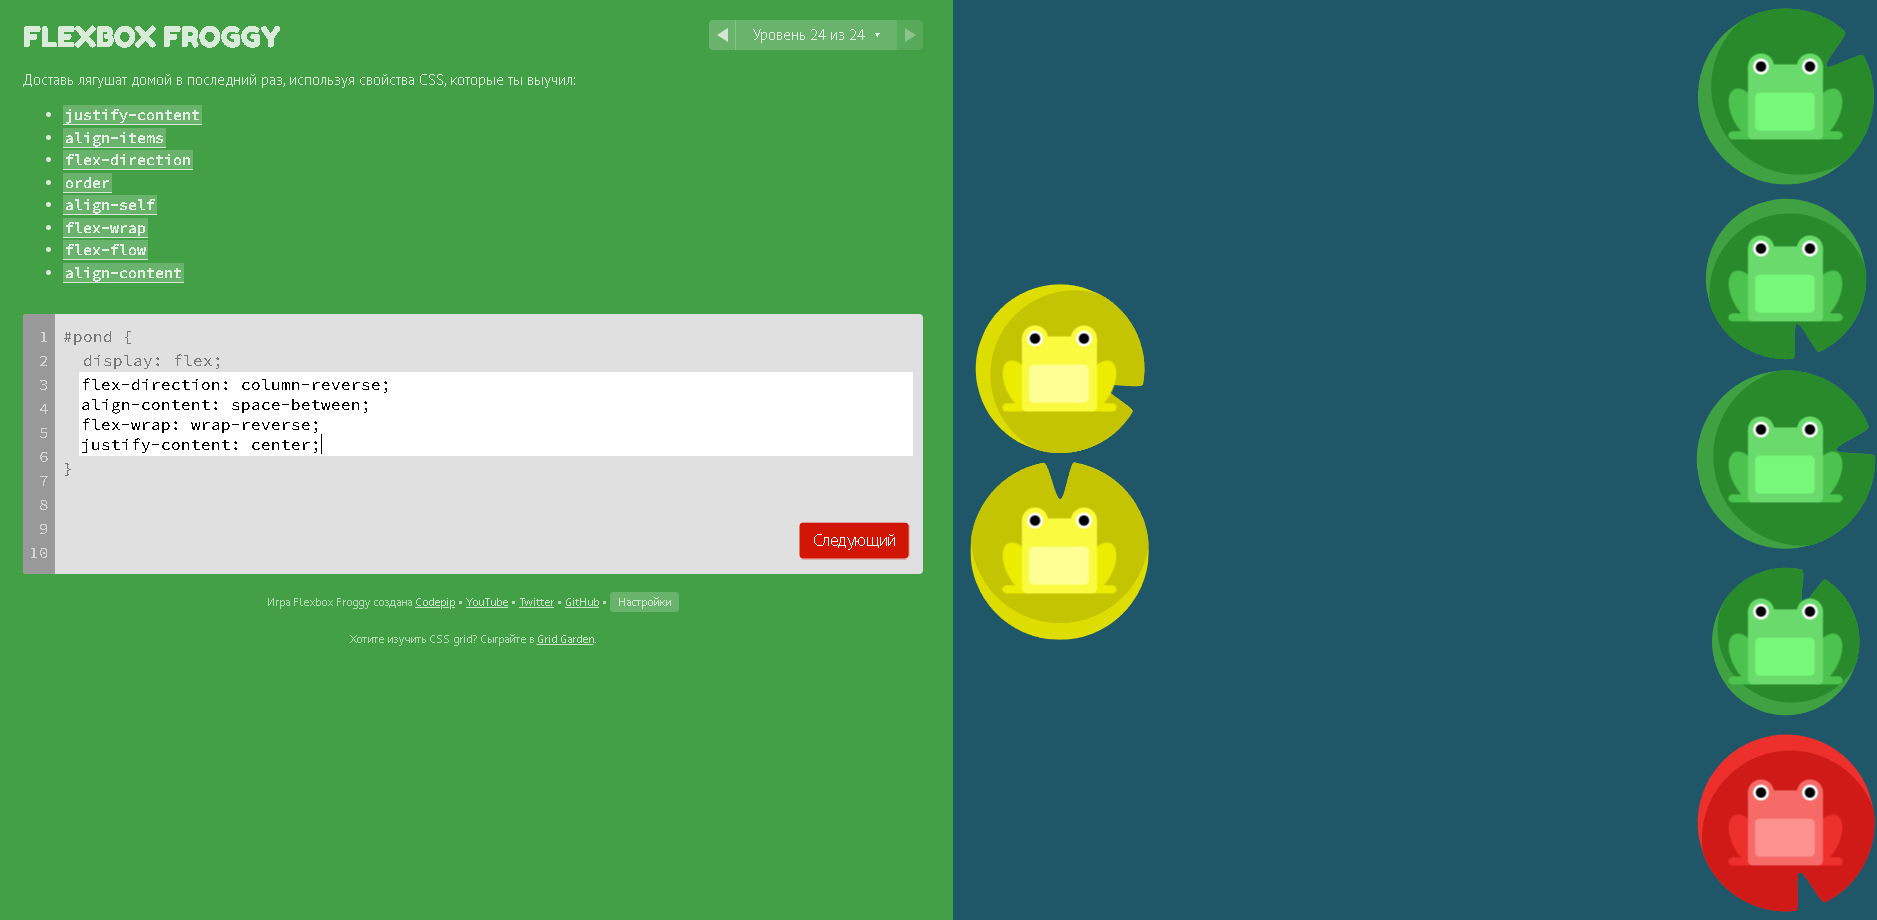 FLEXBOX FROGGY
◀ Уровень 24 из 24 ▾ ▶
Доставь лягушат домой в последний раз, используя свойства CSS, которые ты выучил:
• justify-content
• align-items
• flex-direction
• order
• align-self
• flex-wrap
• flex-flow
• align-content
1 #pond {
2 display: flex;
3 flex-direction: column-reverse;
4 align-content: space-between;
5 flex-wrap: wrap-reverse;
6 justify-content: center;
7 }
8
9
10
Следующий
Игра Flexbox Froggy создана Codepip • YouTube • Twitter • GitHub • Настройки
Хотите изучить CSS grid? Сыграйте в Grid Garden.